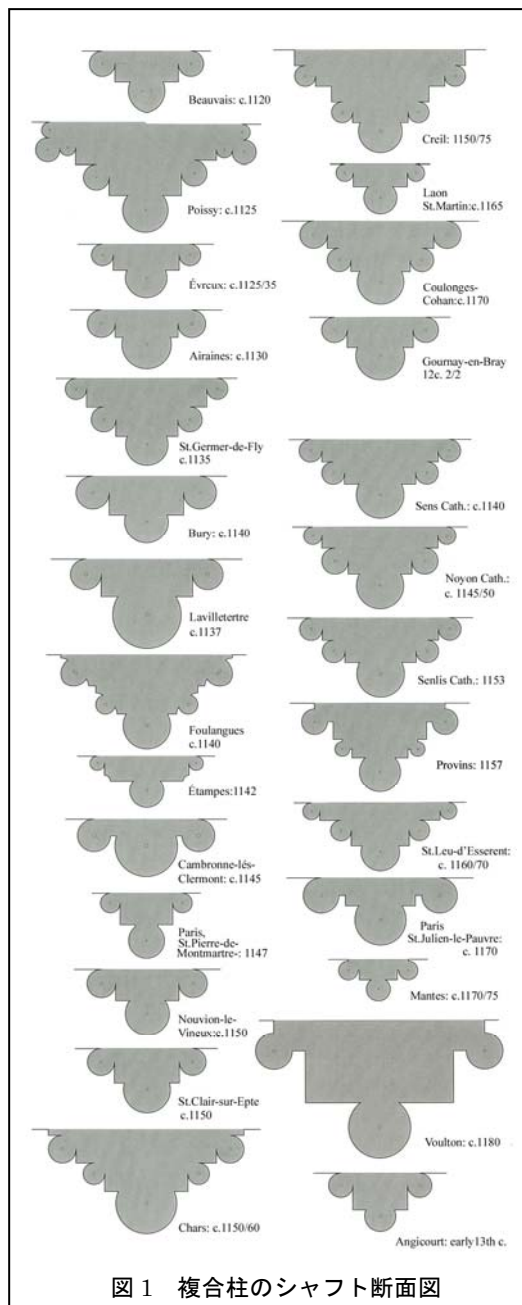 Beauvais: c.1120
Poissy: c.1125
Évreux: c.1125/35
Airaines: c.1130
St.Germer-de-Fly
c.1135
Bury: c.1140
Lavilletertre
c.1137
Foulangues
c.1140
Étampes:1142
Cambronne-lés-
Clermont: c.1145
Paris,
St.Pierre-de-
Montmartre-: 1147
Nouvion-le-
Vineux:c.1150
St.Clair-sur-Epte
c.1150
Chars: c.1150/60
Creil: 1150/75
Laon
St.Martin:c.1165
Coulonges-
Cohan:c.1170
Gournay-en-Bray
12c. 2/2
Sens Cath.: c.1140
Noyon Cath.:
c. 1145/50
Senlis Cath.: 1153
Provins: 1157
St.Leu-d'Esserent:
c. 1160/70
Paris
St.Julien-le-Pauvre:
c. 1170
Mantes: c.1170/75
Voulton: c.1180
Angicourt: early13th c.
図 1 複合柱のシャフト断面図